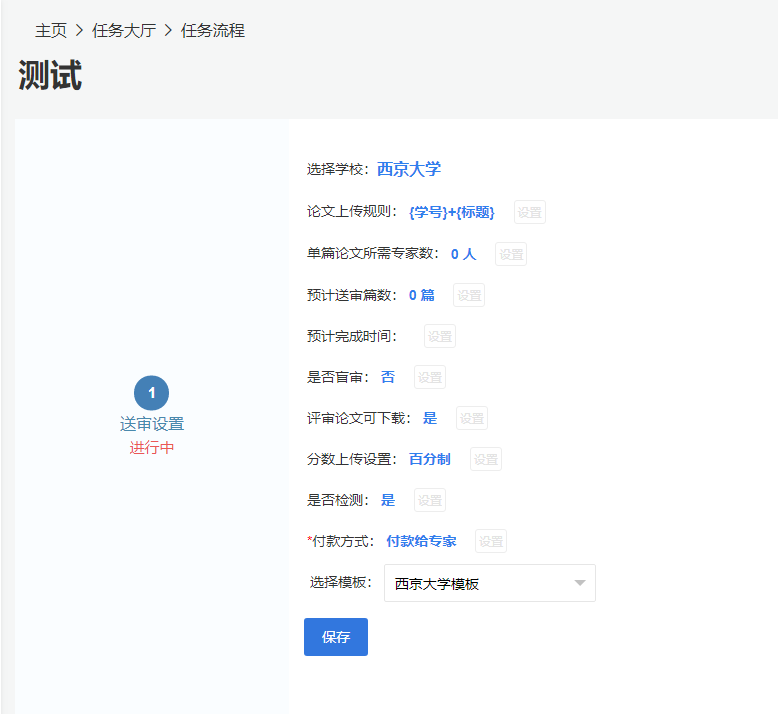 主页 > 任务大厅 > 任务流程
测试
选择学校： 西京大学
论文上传规则： {学号}+{标题} 设置
单篇论文所需专家数： 0 人 设置
预计送审篇数： 0 篇 设置
预计完成时间： 设置
是否盲审： 否 设置
评审论文可下载： 是 设置
分数上传设置： 百分制 设置
是否检测： 是 设置
*付款方式： 付款给专家 设置
选择模板： 西京大学模板
保存
1
送审设置
进行中